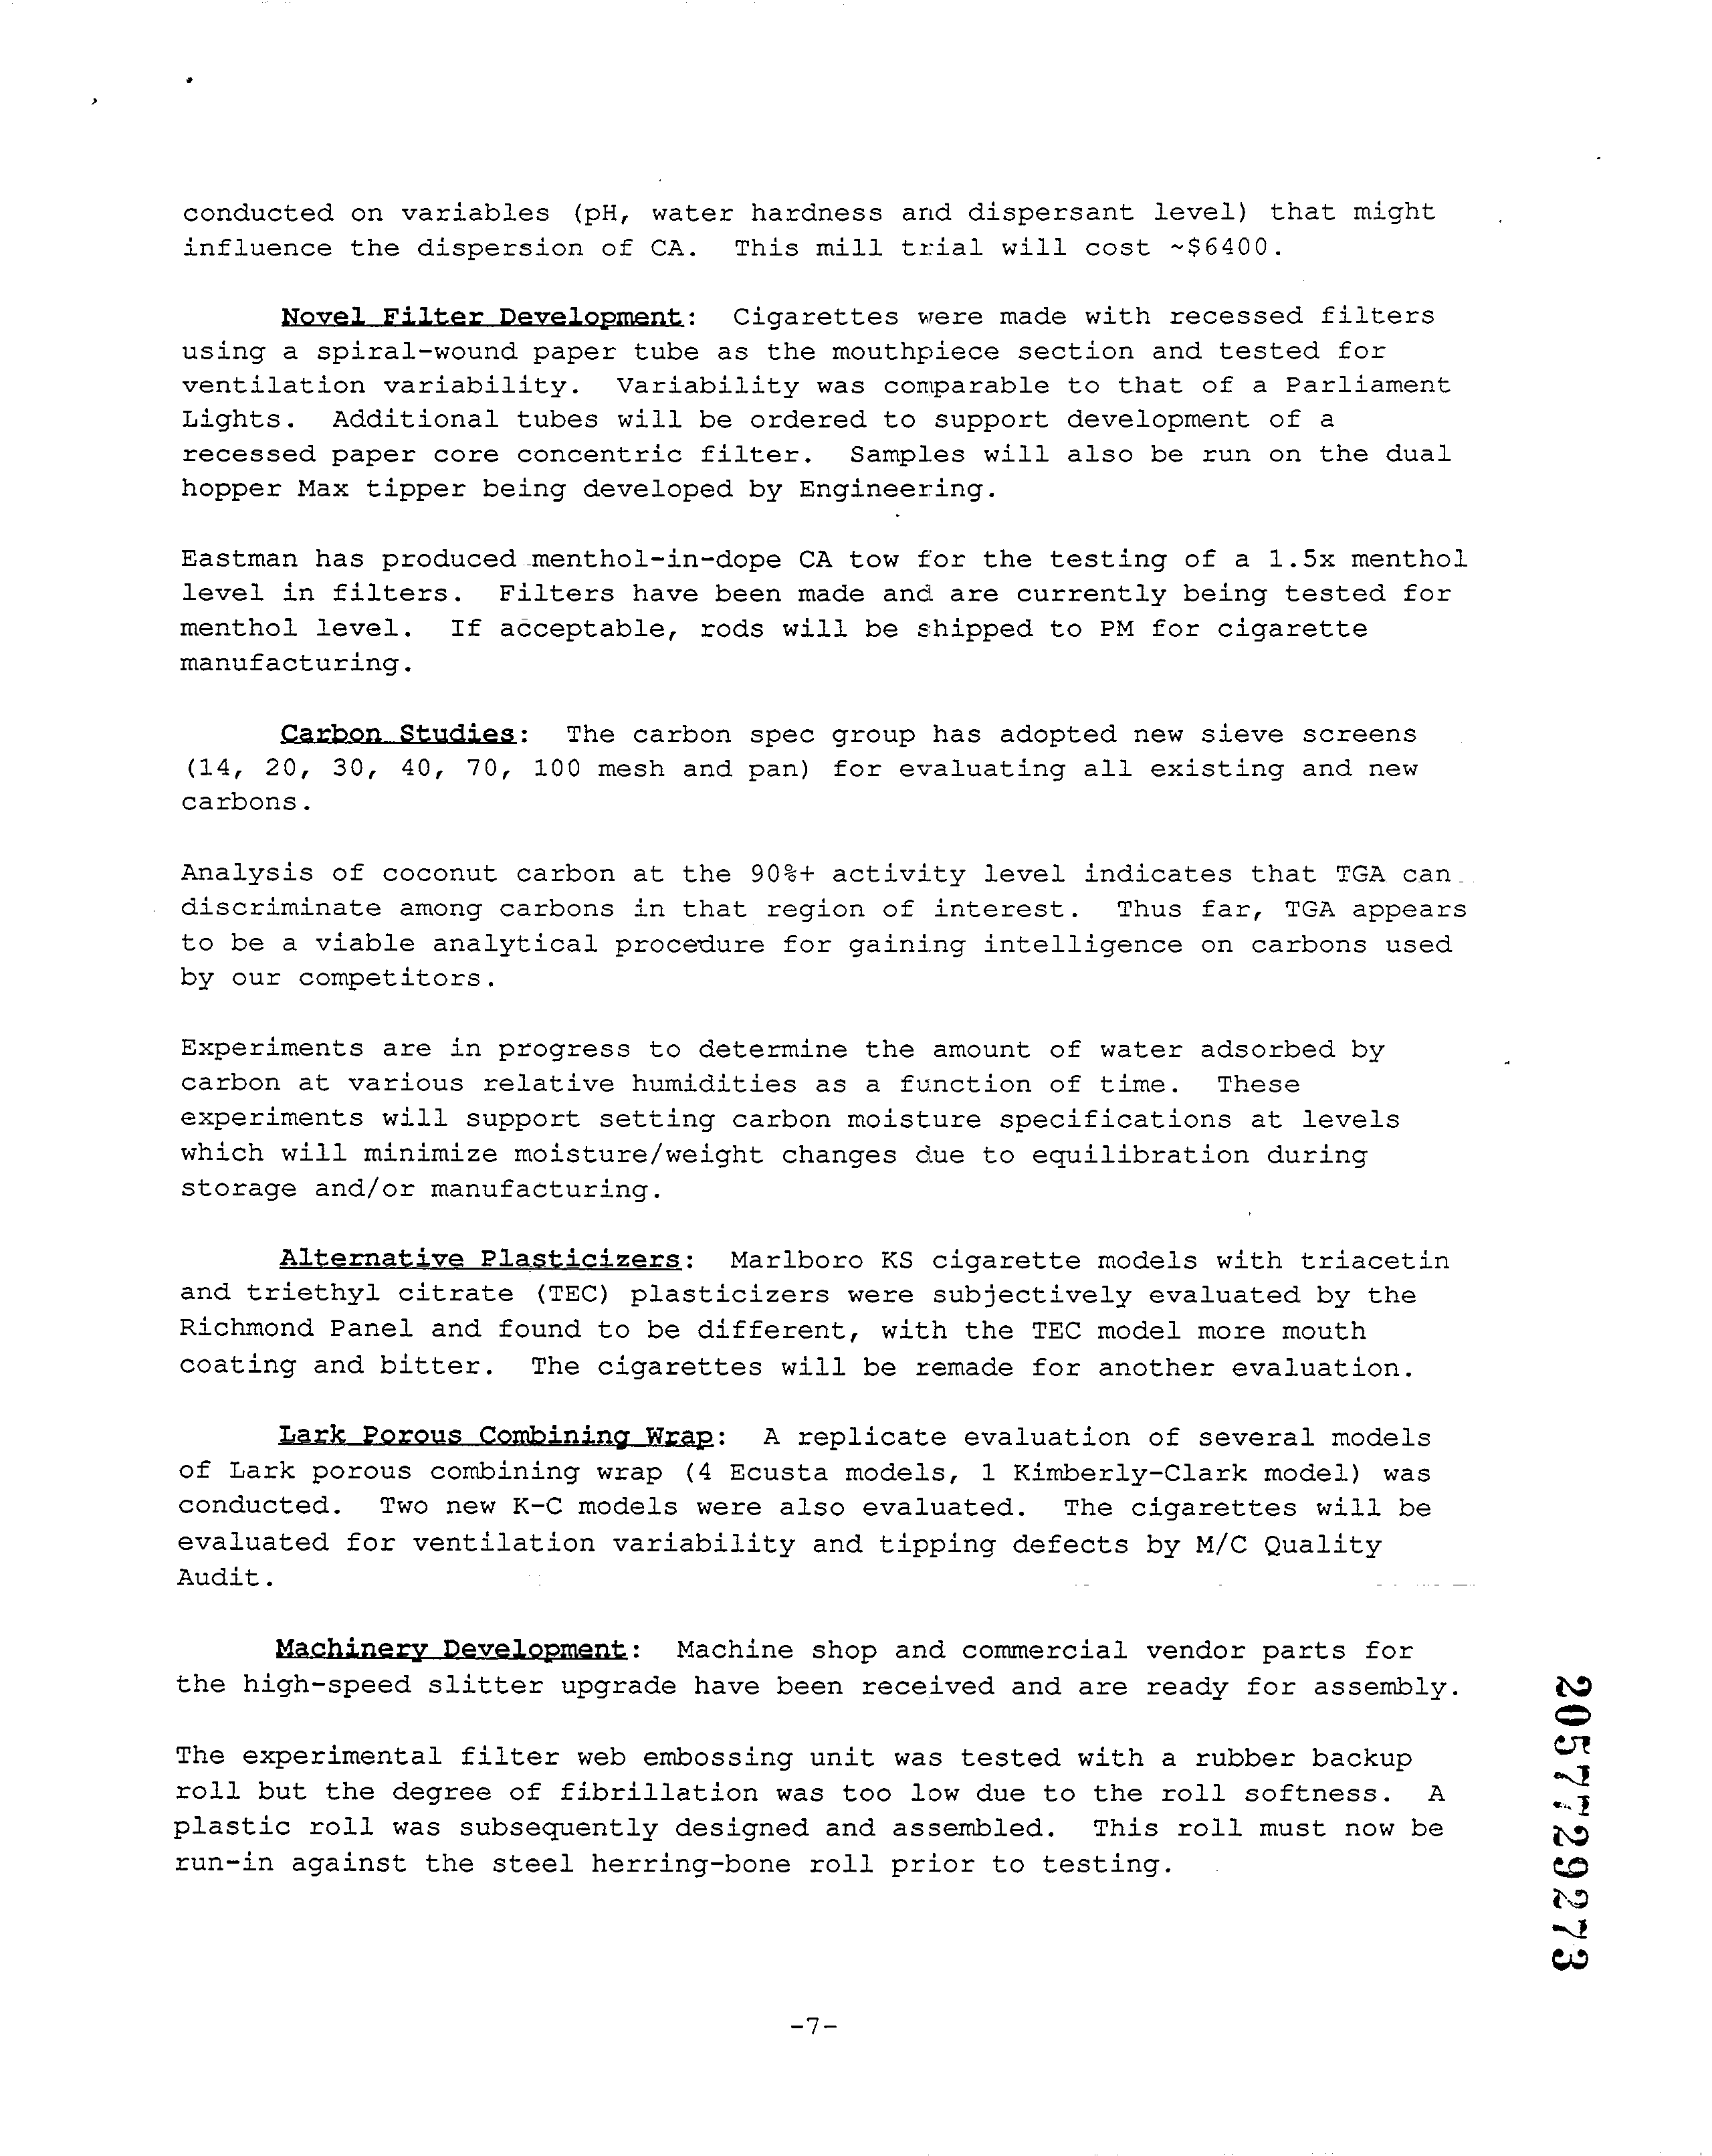 conducted on variables (pH, water hardness and dispersant level) that might
influence the dispersion of CA. This mill trial will cost ~$6400.
Novel Filter Development: Cigarettes were made with recessed filters
using a spiral-wound paper tube as the mouthpiece section and tested for
ventilation variability. Variability was comparable to that of a Parliament
Lights. Additional tubes will be ordered to support development of a
recessed paper core concentric filter. Samples will also be run on the dual
hopper Max tipper being developed by Engineering.
Eastman has produced menthol-in-dope CA tow for the testing of a 1.5x menthol
level in filters. Filters have been made and are currently being tested for
menthol level. If acceptable, rods will be shipped to PM for cigarette
manufacturing.
Carbon Studies: The carbon spec group has adopted new sieve screens
(14, 20, 30, 40, 70, 100 mesh and pan) for evaluating all existing and new
carbons.
Analysis of coconut carbon at the 90%+ activity level indicates that TGA can
discriminate among carbons in that region of interest. Thus far, TGA appears
to be a viable analytical procedure for gaining intelligence on carbons used
by our competitors.
Experiments are in progress to determine the amount of water adsorbed by
carbon at various relative humidities as a function of time. These
experiments will support setting carbon moisture specifications at levels
which will minimize moisture/weight changes due to equilibration during
storage and/or manufacturing.
Alternative Plasticizers: Marlboro KS cigarette models with triacetin
and triethyl citrate (TEC) plasticizers were subjectively evaluated by the
Richmond Panel and found to be different, with the TEC model more mouth
coating and bitter. The cigarettes will be remade for another evaluation.
Lark Porous Combining Wrap: A replicate evaluation of several models
of Lark porous combining wrap (4 Ecusta models, 1 Kimberly-Clark model) was
conducted. Two new K-C models were also evaluated. The cigarettes will be
evaluated for ventilation variability and tipping defects by M/C Quality
Audit.
Machinery Development: Machine shop and commercial vendor parts for
the high-speed slitter upgrade have been received and are ready for assembly.
The experimental filter web embossing unit was tested with a rubber backup
roll but the degree of fibrillation was too low due to the roll softness. A
plastic roll was subsequently designed and assembled. This roll must now be
run-in against the steel herring-bone roll prior to testing.
2057729273
-7-